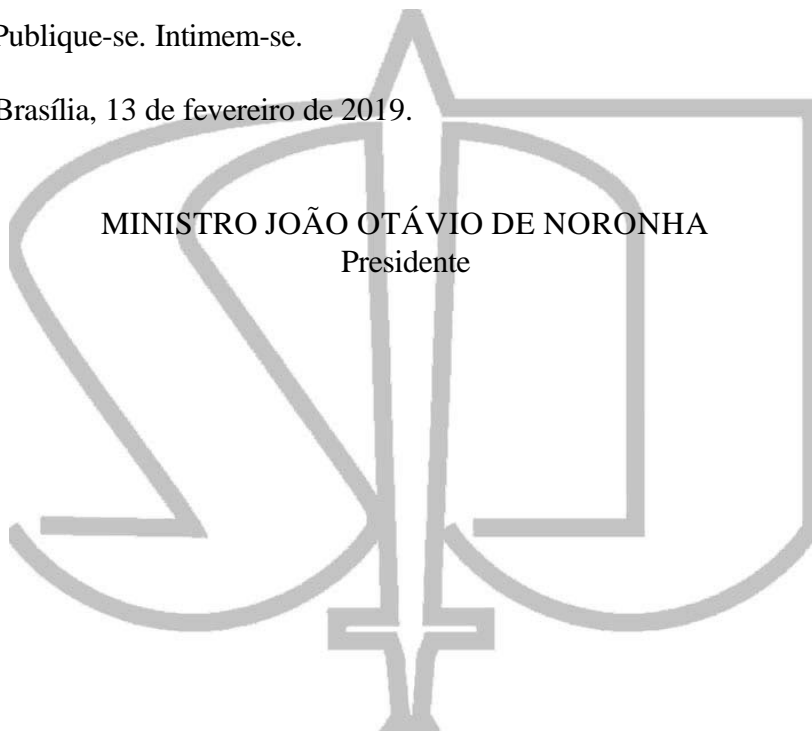 Publique-se. Intimem-se.
Brasília, 13 de fevereiro de 2019.
MINISTRO JOÃO OTÁVIO DE NORONHA
Presidente